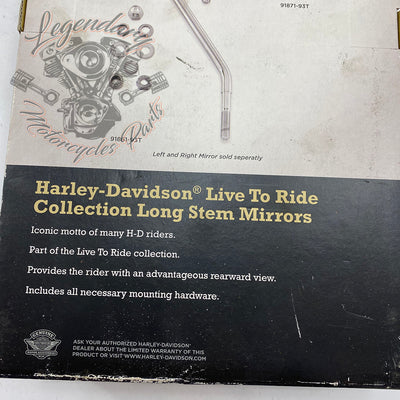 91871-93T
Legendary
Motorcycles Parts
91861-93T
Left and Right Mirror sold seperatly
Harley-Davidson® Live To Ride
Collection Long Stem Mirrors
Iconic motto of many H-D riders.
Part of the Live To Ride collection.
Provides the rider with an advantageous rearward view.
Includes all necessary mounting hardware.
GENUINE
ASK YOUR AUTHORIZED HARLEY-DAVIDSON®
DEALER ABOUT THE LIMITED WARRANTY OF THIS
PRODUCT OR VISIT WWW.HARLEY-DAVIDSON.COM